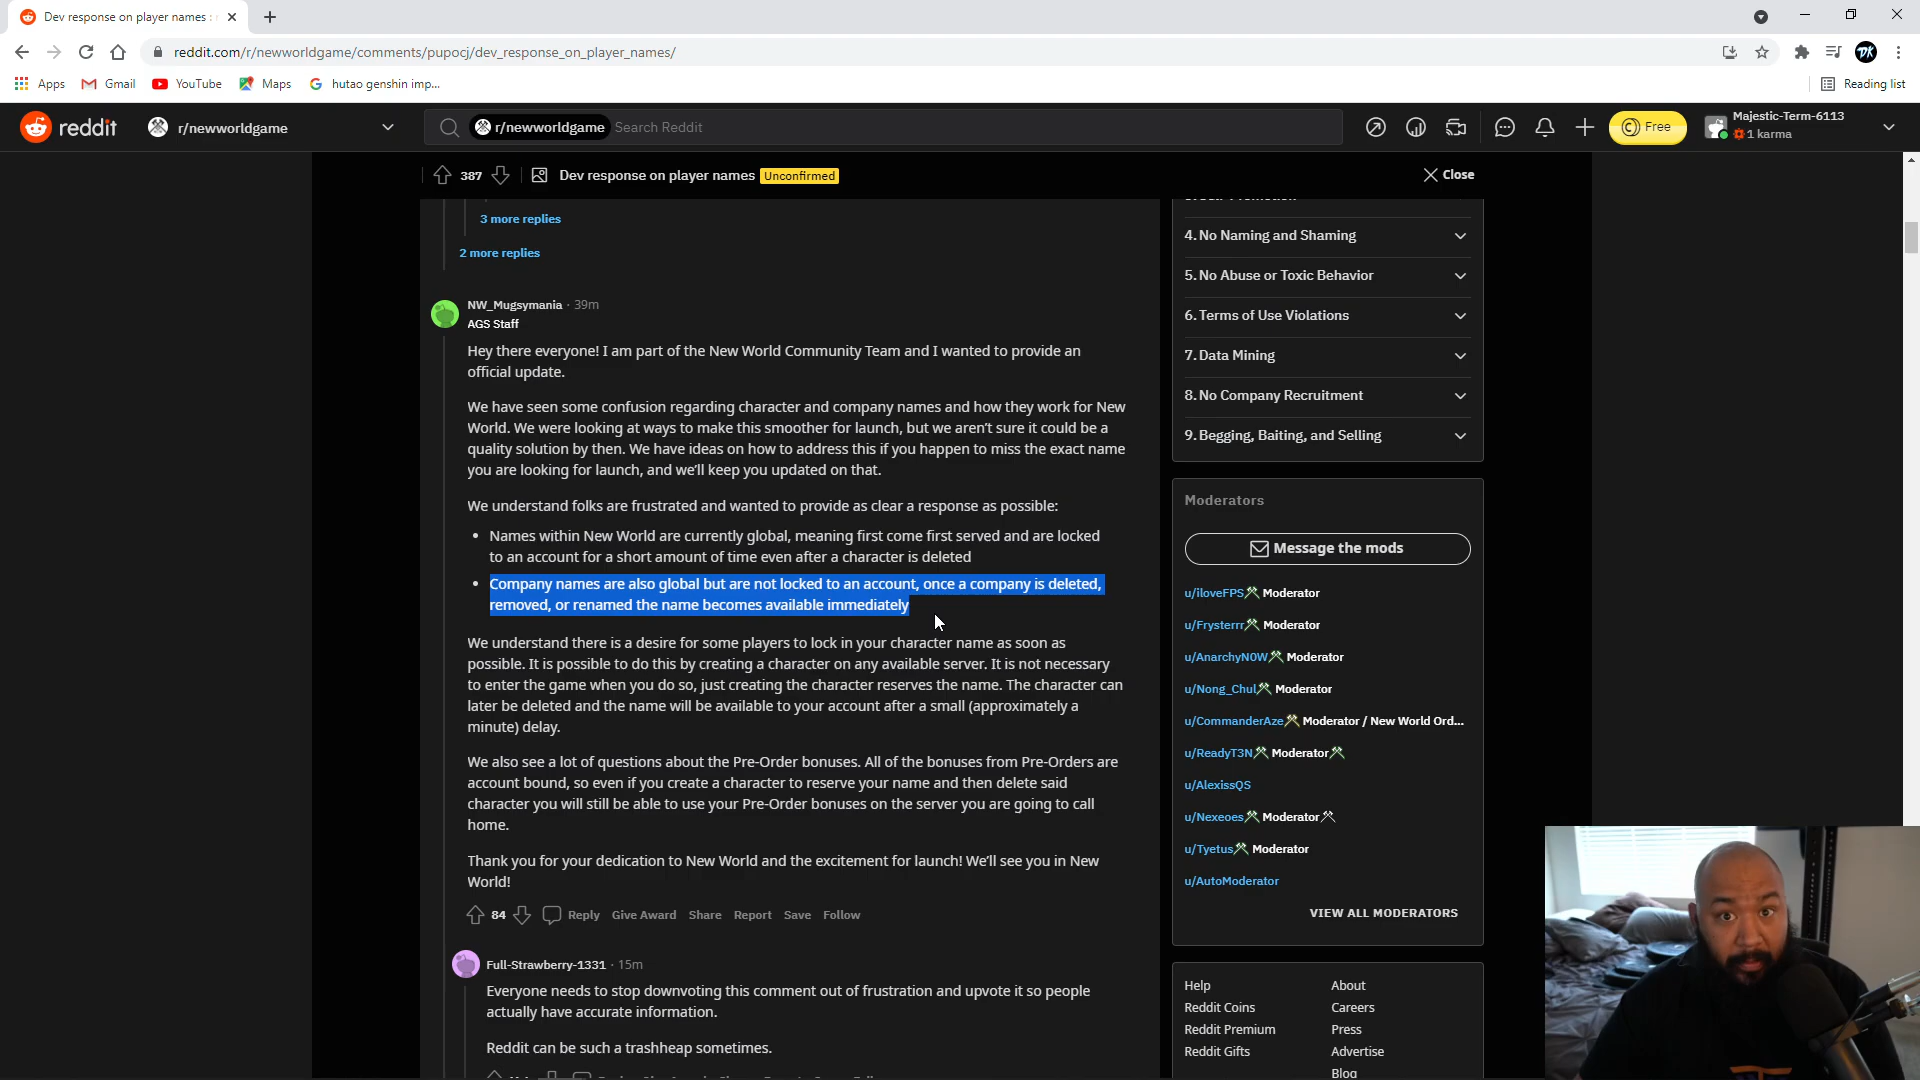 Dev response on player names :
reddit.com/r/newworldgame/comments/pupocj/dev_response_on_player_names/
Apps
Gmail
YouTube
Maps
hutao genshin imp...
Reading list
reddit
r/newworldgame
r/newworldgame
Search Reddit
Free
Majestic-Term-6113
1 karma
387
Dev response on player names
Unconfirmed
Close
3 more replies
2 more replies
NW_Mugsymania · 39m
AGS Staff
Hey there everyone! I am part of the New World Community Team and I wanted to provide an
official update.
We have seen some confusion regarding character and company names and how they work for New
World. We were looking at ways to make this smoother for launch, but we aren’t sure it could be a
quality solution by then. We have ideas on how to address this if you happen to miss the exact name
you are looking for launch, and we’ll keep you updated on that.
We understand folks are frustrated and wanted to provide as clear a response as possible:
• Names within New World are currently global, meaning first come first served and are locked
to an account for a short amount of time even after a character is deleted
• Company names are also global but are not locked to an account, once a company is deleted,
removed, or renamed the name becomes available immediately
We understand there is a desire for some players to lock in your character name as soon as
possible. It is possible to do this by creating a character on any available server. It is not necessary
to enter the game when you do so, just creating the character reserves the name. The character can
later be deleted and the name will be available to your account after a small (approximately a
minute) delay.
We also see a lot of questions about the Pre-Order bonuses. All of the bonuses from Pre-Orders are
account bound, so even if you create a character to reserve your name and then delete said
character you will still be able to use your Pre-Order bonuses on the server you are going to call
home.
Thank you for your dedication to New World and the excitement for launch! We’ll see you in New
World!
84
Reply
Give Award
Share
Report
Save
Follow
Full-Strawberry-1331 · 15m
Everyone needs to stop downvoting this comment out of frustration and upvote it so people
actually have accurate information.
Reddit can be such a trashheap sometimes.
4. No Naming and Shaming
5. No Abuse or Toxic Behavior
6. Terms of Use Violations
7. Data Mining
8. No Company Recruitment
9. Begging, Baiting, and Selling
Moderators
Message the mods
u/iloveFPS Moderator
u/Frysterrr Moderator
u/AnarchyN0W Moderator
u/Nong_Chul Moderator
u/CommanderAze Moderator / New World Ord...
u/ReadyT3N Moderator
u/AlexissQS
u/Nexeoes Moderator
u/Tyetus Moderator
u/AutoModerator
VIEW ALL MODERATORS
Help
About
Reddit Coins
Careers
Reddit Premium
Press
Reddit Gifts
Advertise
Blog